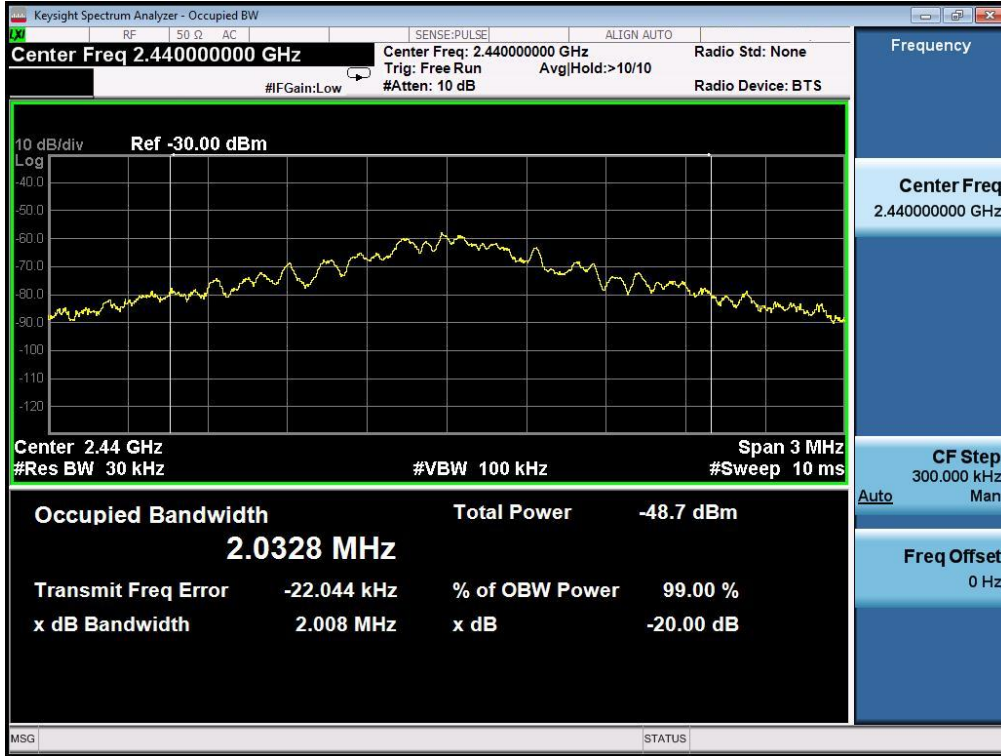 Keysight Spectrum Analyzer - Occupied BW
LXI RF 50 Ω AC SENSE:PULSE ALIGN AUTO
Center Freq 2.440000000 GHz
Center Freq: 2.440000000 GHz Radio Std: None
Trig: Free Run Avg|Hold:>10/10
#IFGain:Low #Atten: 10 dB Radio Device: BTS
10 dB/div Ref -30.00 dBm
Log
-40.0
-50.0
-60.0
-70.0
-80.0
-90.0
-100
-110
-120
Center 2.44 GHz Span 3 MHz
#Res BW 30 kHz #VBW 100 kHz #Sweep 10 ms
Occupied Bandwidth Total Power -48.7 dBm
2.0328 MHz
Transmit Freq Error -22.044 kHz % of OBW Power 99.00 %
x dB Bandwidth 2.008 MHz x dB -20.00 dB
Frequency
Center Freq
2.440000000 GHz
CF Step
300.000 kHz
Auto Man
Freq Offset
0 Hz
MSG STATUS